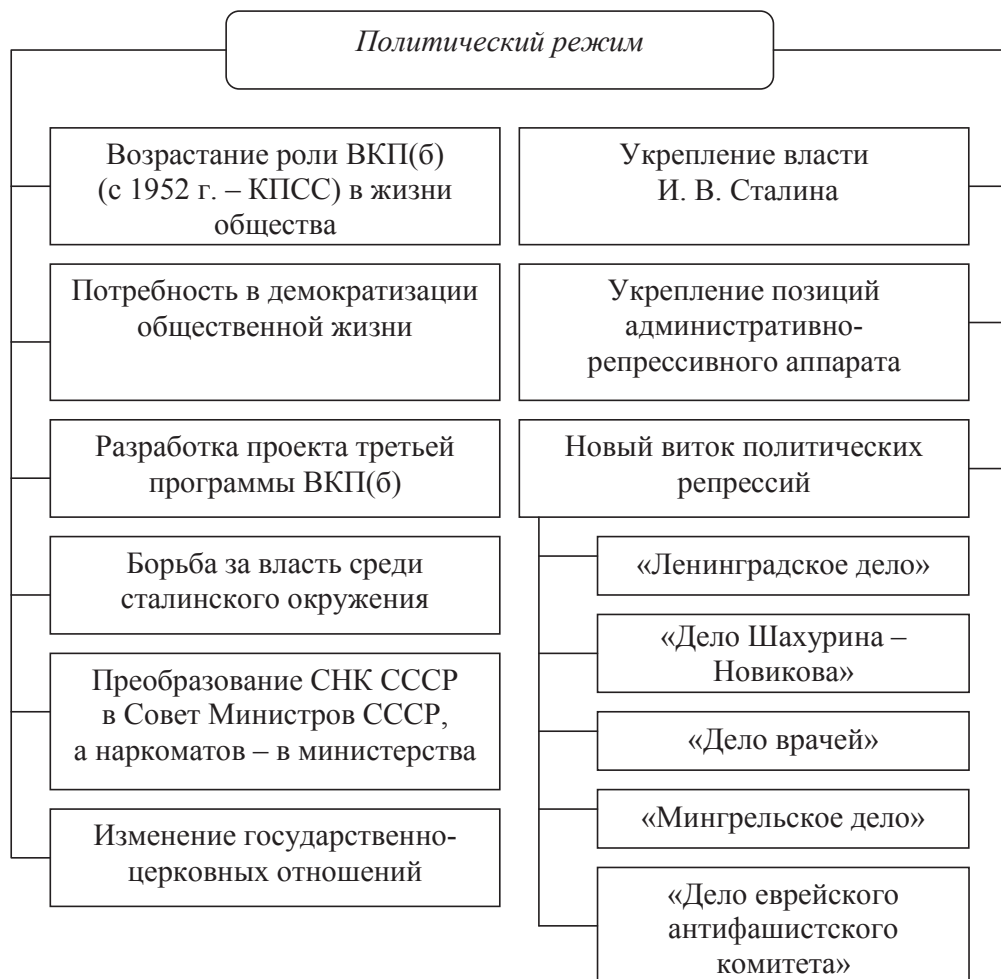 Политический режим
Возрастание роли ВКП(б)
(с 1952 г. – КПСС) в жизни
общества
Потребность в демократизации
общественной жизни
Разработка проекта третьей
программы ВКП(б)
Борьба за власть среди
сталинского окружения
Преобразование СНК СССР
в Совет Министров СССР,
а наркоматов – в министерства
Изменение государственно-
церковных отношений
Укрепление власти
И. В. Сталина
Укрепление позиций
административно-
репрессивного аппарата
Новый виток политических
репрессий
«Ленинградское дело»
«Дело Шахурина –
Новикова»
«Дело врачей»
«Мингрельское дело»
«Дело еврейского
антифашистского
комитета»